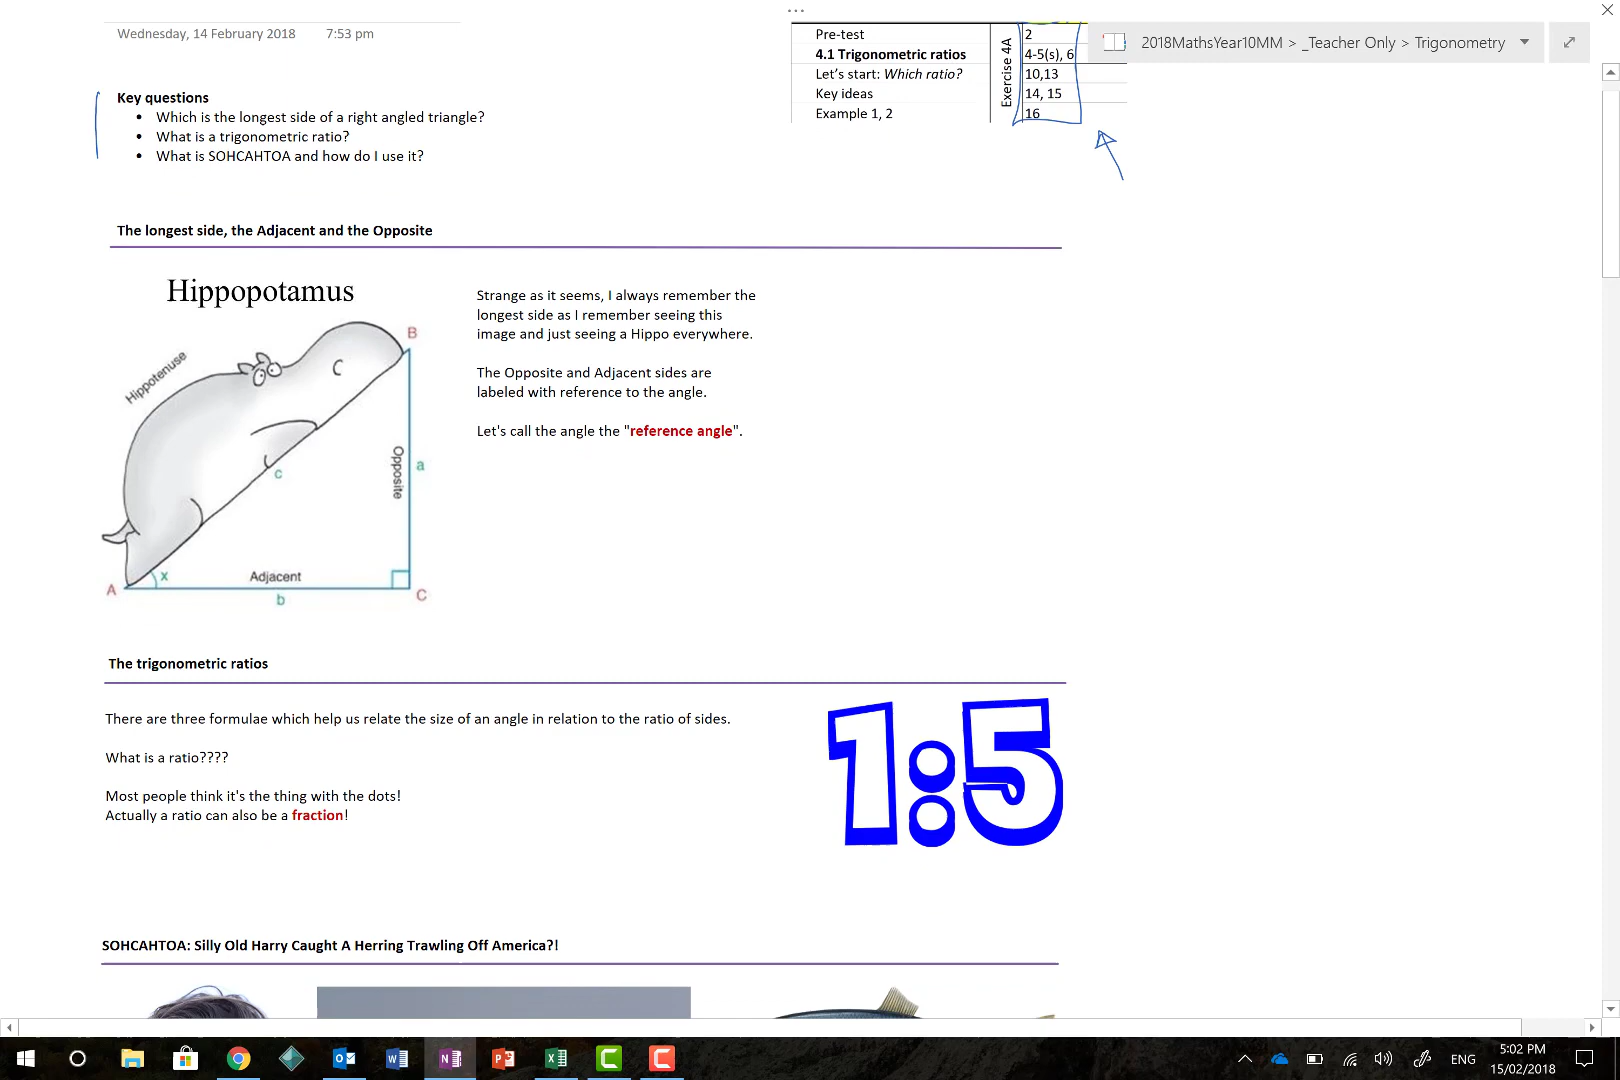 Wednesday, 14 February 2018 7:53 pm
Pre-test
4.1 Trigonometric ratios
Let's start: Which ratio?
Key ideas
Example 1, 2
Exercise 4A
2
4-5(s), 6
10,13
14, 15
16
2018MathsYear10MM > _Teacher Only > Trigonometry
Key questions
• Which is the longest side of a right angled triangle?
• What is a trigonometric ratio?
• What is SOHCAHTOA and how do I use it?
The longest side, the Adjacent and the Opposite
Hippopotamus
Hippotenuse
B
Opposite
a
c
x
Adjacent
A
b
C
Strange as it seems, I always remember the
longest side as I remember seeing this
image and just seeing a Hippo everywhere.
The Opposite and Adjacent sides are
labeled with reference to the angle.
Let's call the angle the "reference angle".
The trigonometric ratios
There are three formulae which help us relate the size of an angle in relation to the ratio of sides.
What is a ratio????
Most people think it's the thing with the dots!
Actually a ratio can also be a fraction!
1:5
SOHCAHTOA: Silly Old Harry Caught A Herring Trawling Off America?!
ENG
5:02 PM
15/02/2018